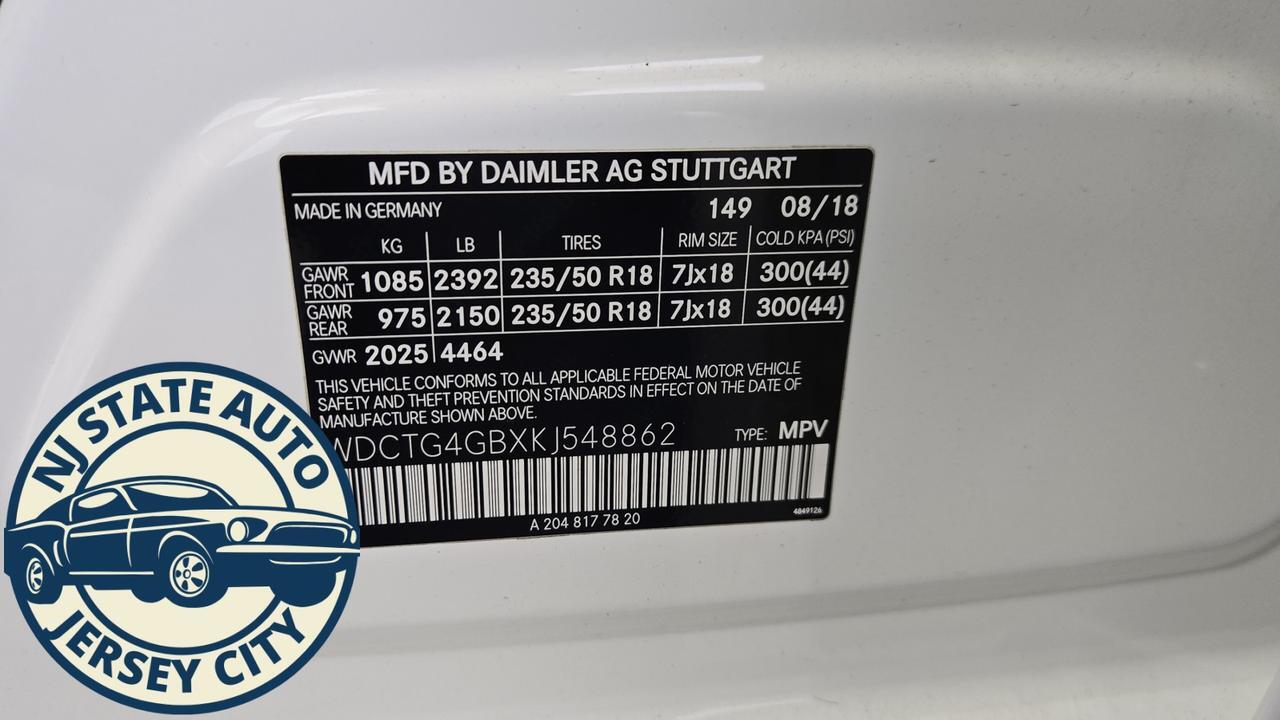 MFD BY DAIMLER AG STUTTGART
MADE IN GERMANY 149 08/18
KG LB TIRES RIM SIZE COLD KPA (PSI)
GAWR FRONT 1085 2392 235/50 R18 7Jx18 300(44)
GAWR REAR 975 2150 235/50 R18 7Jx18 300(44)
GVWR 2025 4464
THIS VEHICLE CONFORMS TO ALL APPLICABLE FEDERAL MOTOR VEHICLE
SAFETY AND THEFT PREVENTION STANDARDS IN EFFECT ON THE DATE OF
MANUFACTURE SHOWN ABOVE.
WDCTG4GBXKJ548862 TYPE: MPV
A 204 817 78 20 4849126
NJ STATE AUTO
JERSEY CITY